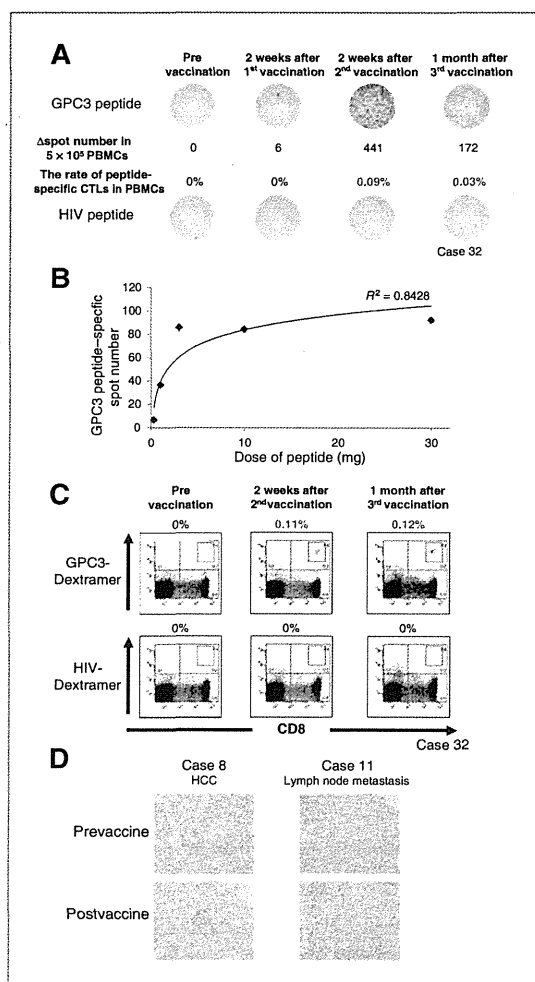 A
Pre vaccination
2 weeks after 1st vaccination
2 weeks after 2nd vaccination
1 month after 3rd vaccination
GPC3 peptide
Δspot number in 5 × 10⁵ PBMCs
0
6
441
172
The rate of peptide-specific CTLs in PBMCs
0%
0%
0.09%
0.03%
HIV peptide
Case 32
B
GPC3 peptide–specfic spot number
120
100
80
60
40
20
0
R² = 0.8428
0
10
20
30
Dose of peptide (mg)
C
Pre vaccination
2 weeks after 2nd vaccination
1 month after 3rd vaccination
0%
0.11%
0.12%
GPC3-Dextramer
0%
0%
0%
HIV-Dextramer
CD8
Case 32
D
Case 8
HCC
Case 11
Lymph node metastasis
Prevaccine
Postvaccine